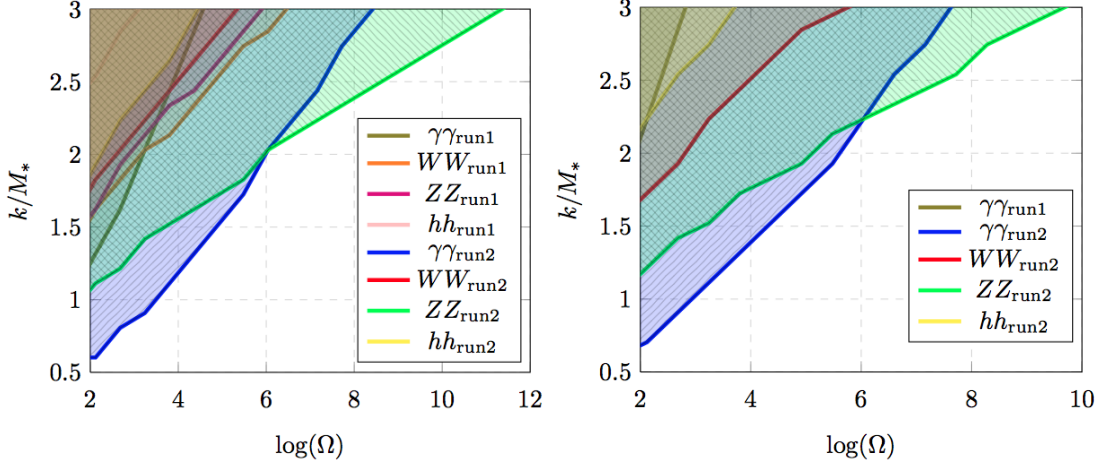 3
2.5
2
1.5
1
0.5
k/M*
2 4 6 8 10 12
log(Ω)
γγrun1
WWrun1
ZZrun1
hhrun1
γγrun2
WWrun2
ZZrun2
hhrun2
3
2.5
2
1.5
1
0.5
k/M*
2 4 6 8 10
log(Ω)
γγrun1
γγrun2
WWrun2
ZZrun2
hhrun2